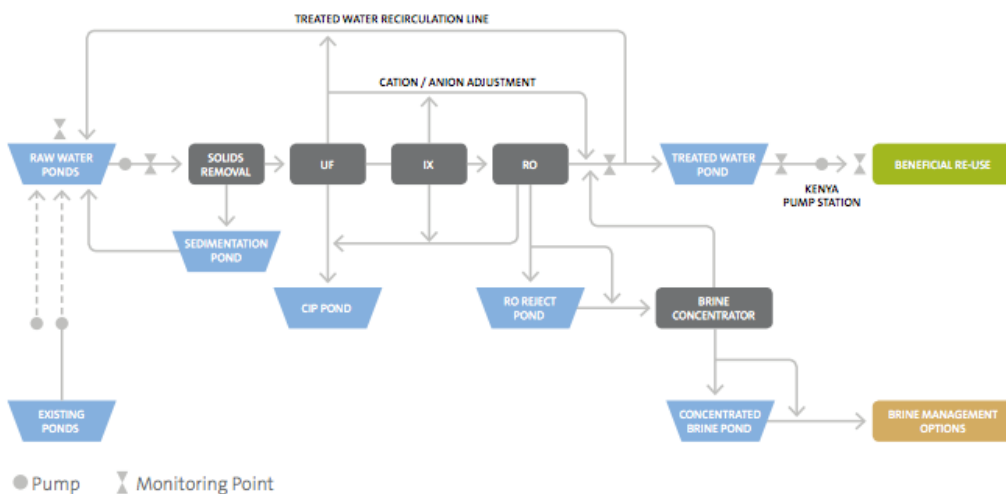 TREATED WATER RECIRCULATION LINE
CATION / ANION ADJUSTMENT
RAW WATER
PONDS
SOLIDS
REMOVAL
UF
IX
RO
TREATED WATER
POND
KENYA
PUMP STATION
BENEFICIAL RE-USE
SEDIMENTATION
POND
CIP POND
RO REJECT
POND
BRINE
CONCENTRATOR
EXISTING
PONDS
CONCENTRATED
BRINE POND
BRINE MANAGEMENT
OPTIONS
Pump
Monitoring Point